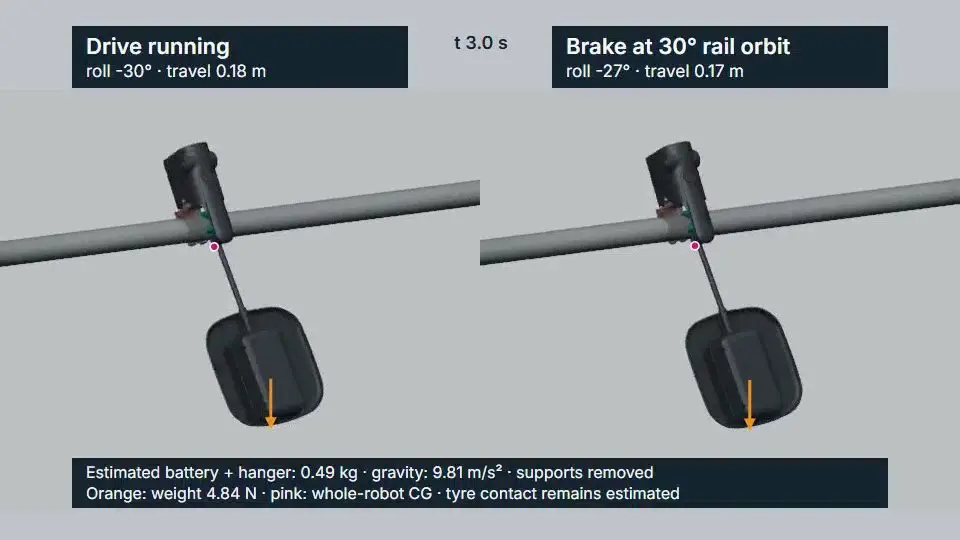 Drive running
roll -30° · travel 0.18 m
t 3.0 s
Brake at 30° rail orbit
roll -27° · travel 0.17 m
Estimated battery + hanger: 0.49 kg · gravity: 9.81 m/s² · supports removed
Orange: weight 4.84 N · pink: whole-robot CG · tyre contact remains estimated